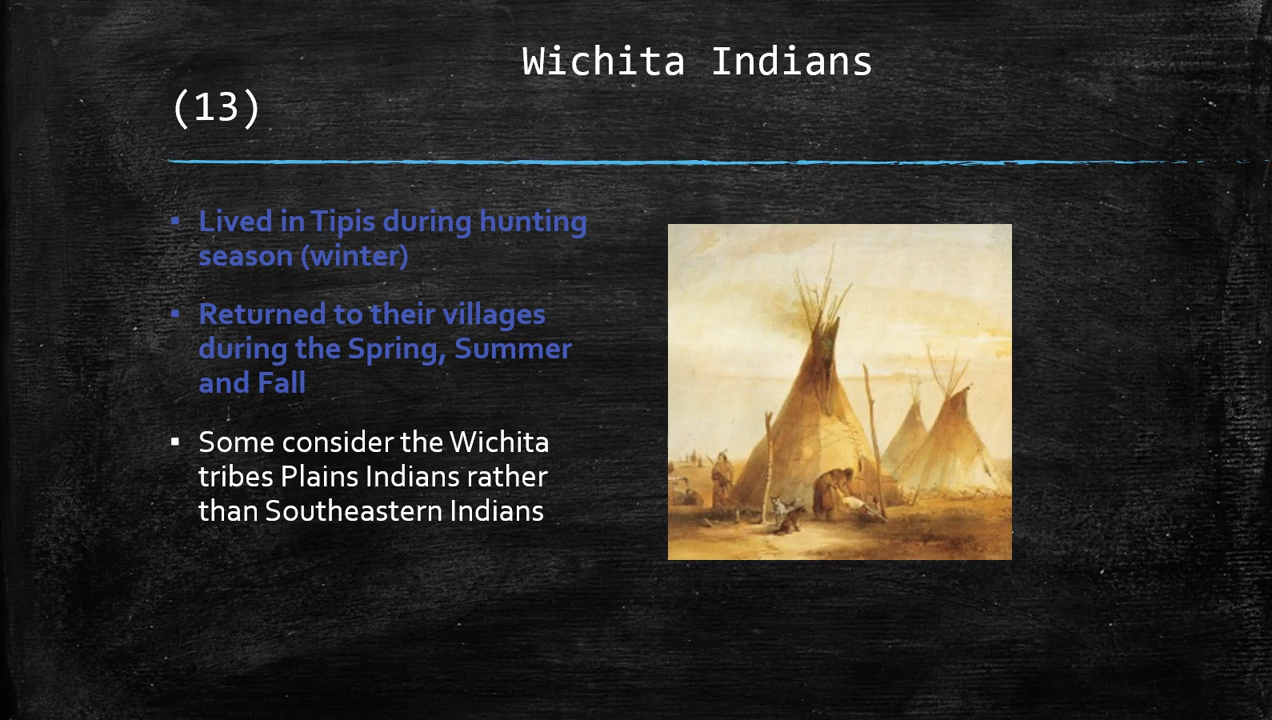 Wichita Indians
(13)
▪ Lived in Tipis during hunting
season (winter)
▪ Returned to their villages
during the Spring, Summer
and Fall
▪ Some consider the Wichita
tribes Plains Indians rather
than Southeastern Indians